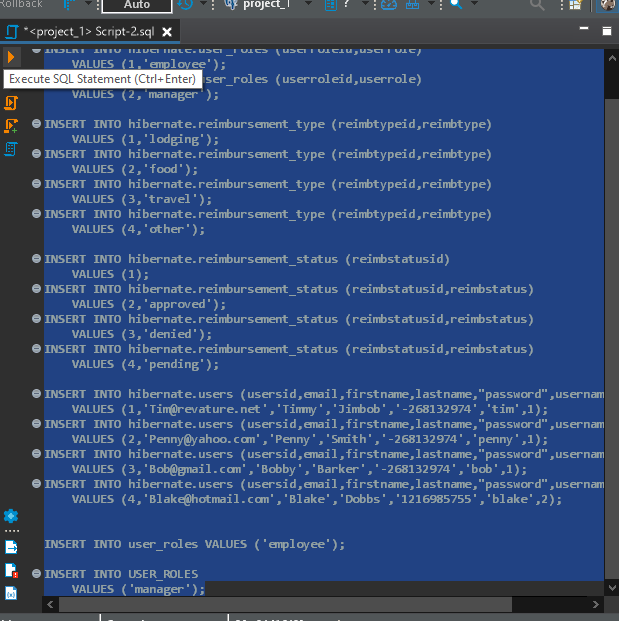 Rollback
Auto
project_1
*<project_1> Script-2.sql
INSERT INTO hibernate.user_roles (userroleid,userrole)
VALUES (1,'employee');
Execute SQL Statement (Ctrl+Enter)
user_roles (userroleid,userrole)
VALUES (2,'manager');
INSERT INTO hibernate.reimbursement_type (reimbtypeid,reimbtype)
VALUES (1,'lodging');
INSERT INTO hibernate.reimbursement_type (reimbtypeid,reimbtype)
VALUES (2,'food');
INSERT INTO hibernate.reimbursement_type (reimbtypeid,reimbtype)
VALUES (3,'travel');
INSERT INTO hibernate.reimbursement_type (reimbtypeid,reimbtype)
VALUES (4,'other');
INSERT INTO hibernate.reimbursement_status (reimbstatusid)
VALUES (1);
INSERT INTO hibernate.reimbursement_status (reimbstatusid,reimbstatus)
VALUES (2,'approved');
INSERT INTO hibernate.reimbursement_status (reimbstatusid,reimbstatus)
VALUES (3,'denied');
INSERT INTO hibernate.reimbursement_status (reimbstatusid,reimbstatus)
VALUES (4,'pending');
INSERT INTO hibernate.users (usersid,email,firstname,lastname,"password",usernam
VALUES (1,'Tim@revature.net','Timmy','Jimbob','-268132974','tim',1);
INSERT INTO hibernate.users (usersid,email,firstname,lastname,"password",usernam
VALUES (2,'Penny@yahoo.com','Penny','Smith','-268132974','penny',1);
INSERT INTO hibernate.users (usersid,email,firstname,lastname,"password",usernam
VALUES (3,'Bob@gmail.com','Bobby','Barker','-268132974','bob',1);
INSERT INTO hibernate.users (usersid,email,firstname,lastname,"password",usernam
VALUES (4,'Blake@hotmail.com','Blake','Dobbs','1216985755','blake',2);
INSERT INTO user_roles VALUES ('employee');
INSERT INTO USER_ROLES
VALUES ('manager');